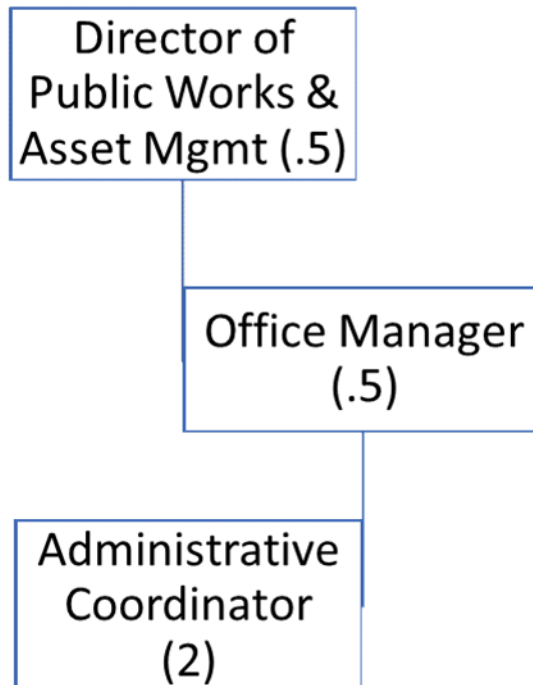 Director of
Public Works &
Asset Mgmt (.5)
Office Manager
(.5)
Administrative
Coordinator
(2)